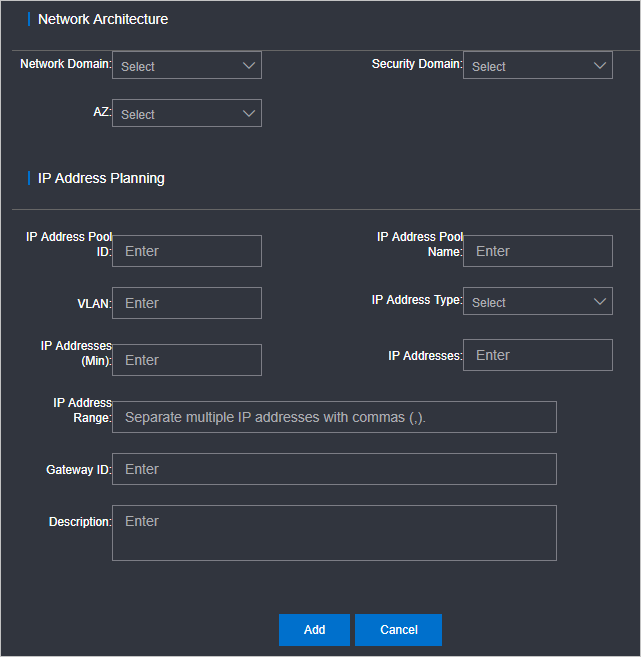 Network Architecture
Network Domain: Select Security Domain: Select
AZ: Select
IP Address Planning
IP Address Pool
ID: Enter
IP Address Pool
Name: Enter
VLAN: Enter
IP Address Type: Select
IP Addresses
(Min): Enter
IP Addresses: Enter
IP Address
Range: Separate multiple IP addresses with commas (,).
Gateway ID: Enter
Description: Enter
Add Cancel